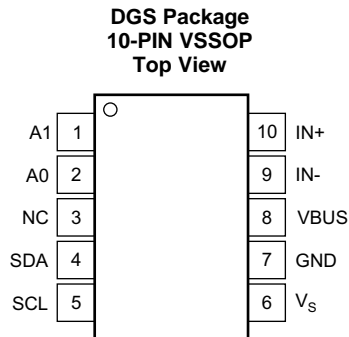 DGS Package
10-PIN VSSOP
Top View
A1 1 10 IN+
A0 2 9 IN-
NC 3 8 VBUS
SDA 4 7 GND
SCL 5 6 VS